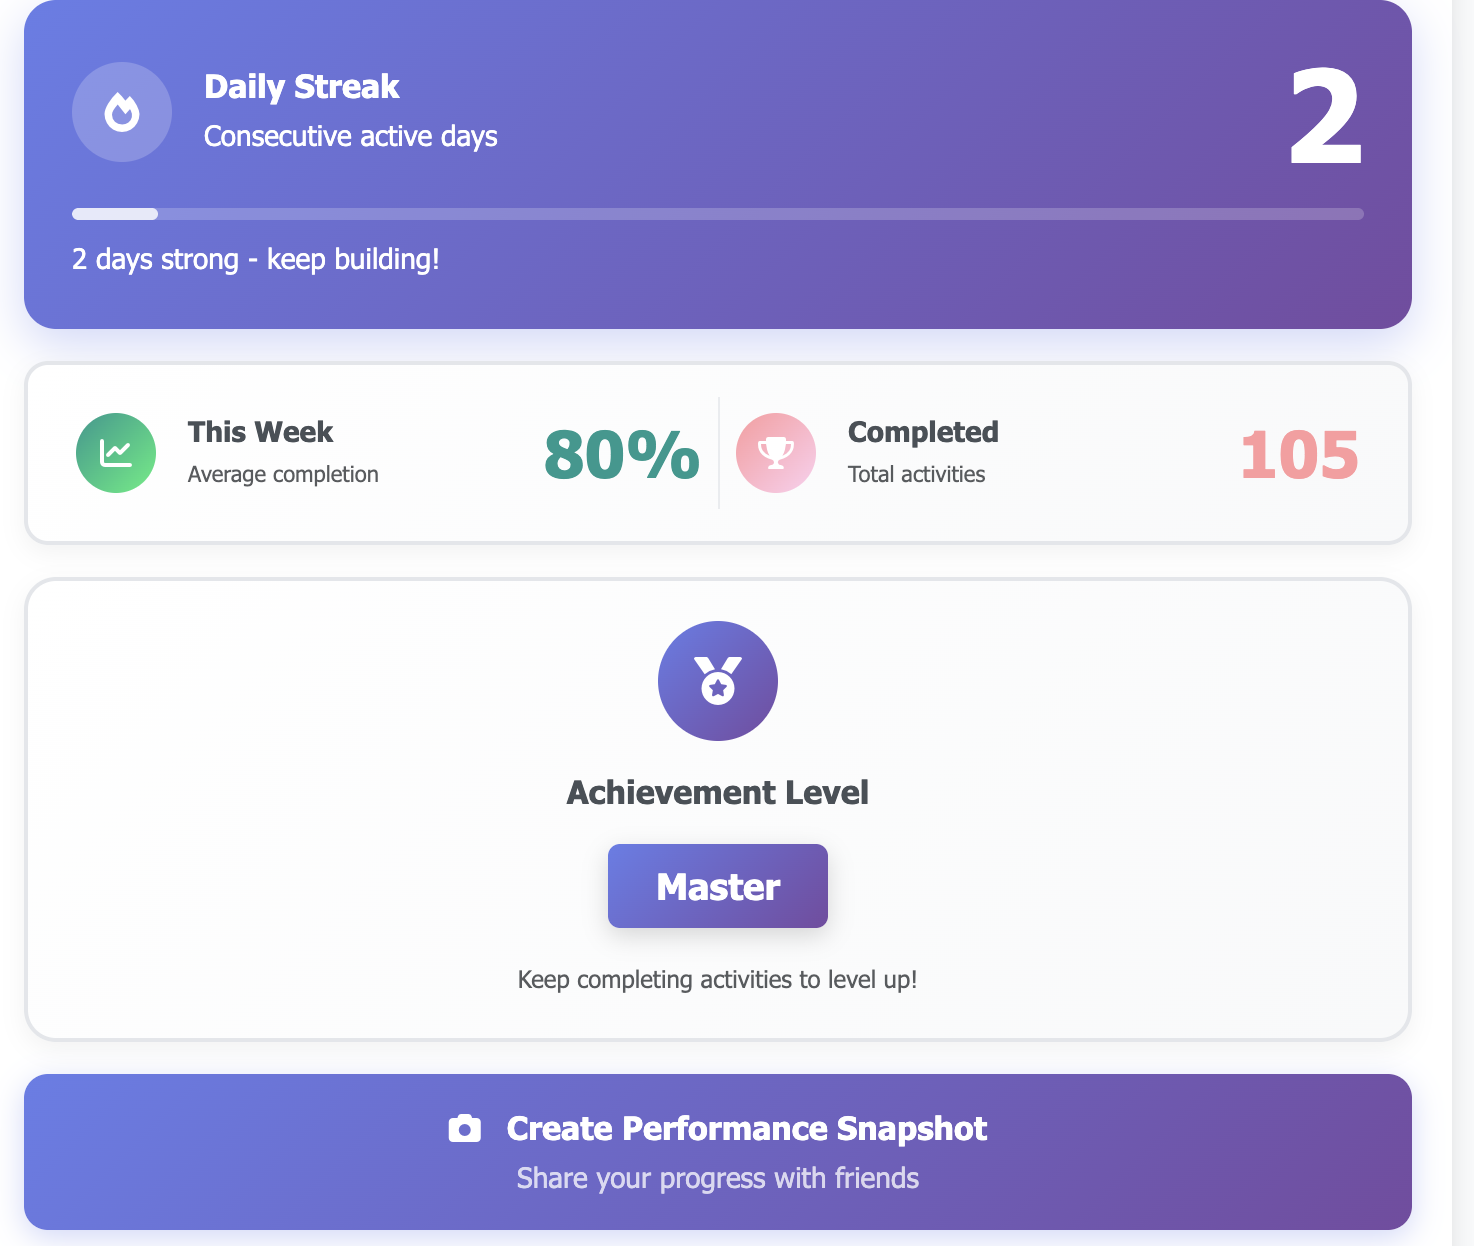 Daily Streak
Consecutive active days
2
2 days strong - keep building!
This Week
Average completion
80%
Completed
Total activities
105
Achievement Level
Master
Keep completing activities to level up!
Create Performance Snapshot
Share your progress with friends